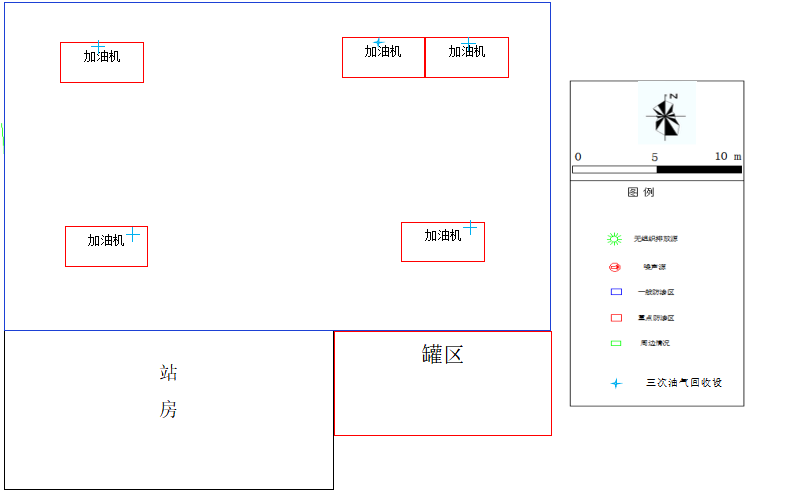 加油机
加油机
加油机
加油机
加油机
罐区
站
房
N
0 5 10 m
图 例
无组织排放源
噪声源
一般防渗区
重点防渗区
周边情况
三次油气回收设